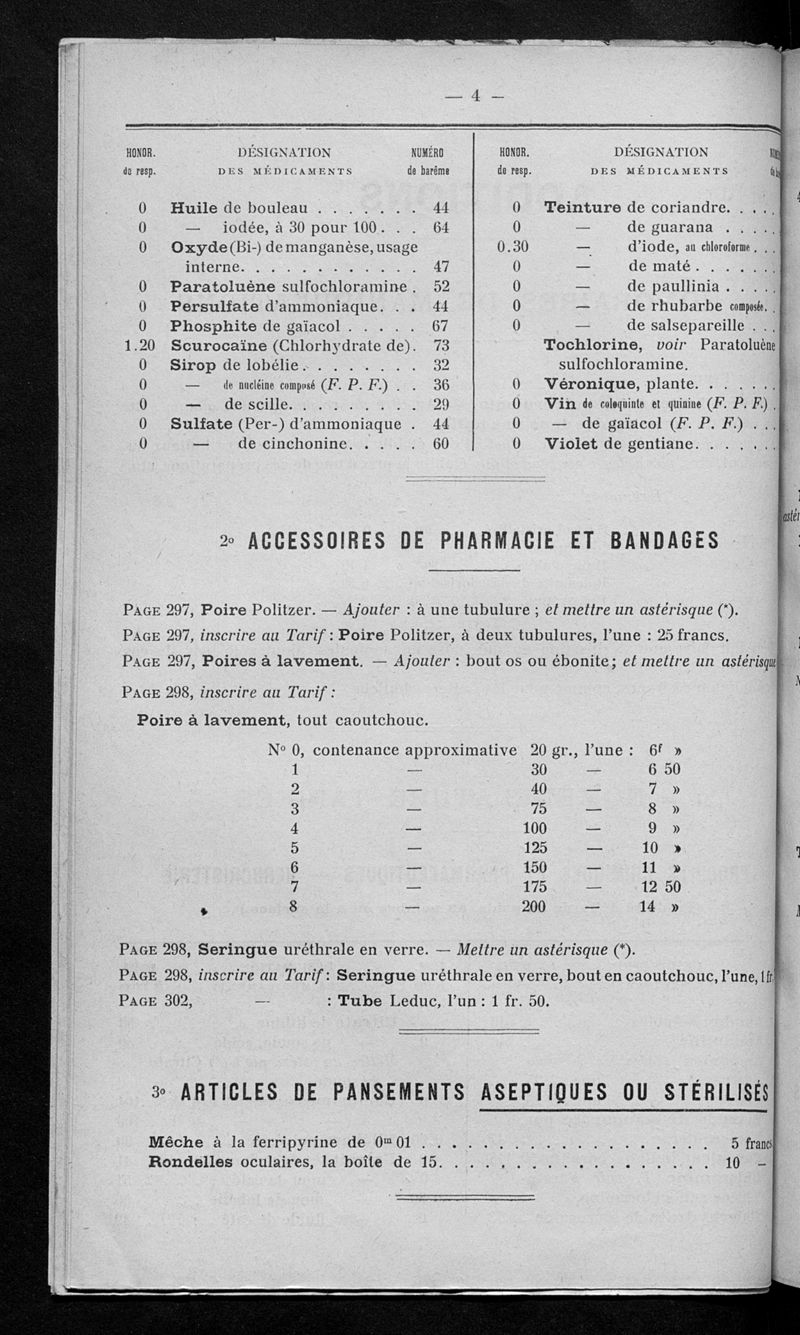 — 4 —
HONOR. DÉSIGNATION NUMÉRO
de resp. DES MÉDICAMENTS de barême
0 Huile de bouleau . . . . . . . 44
0 — iodée, à 30 pour 100 . . . 64
0 Oxyde (Bi-) de manganèse, usage
interne. . . . . . . . . . . . 47
0 Paratoluène sulfochloramine . 52
0 Persulfate d'ammoniaque. . . 44
0 Phosphite de gaïacol . . . . . 67
1.20 Scurocaïne (Chlorhydrate de). 73
0 Sirop de lobélie . . . . . . . . 32
0 — de nucléine composé (F. P. F.) . . 36
0 — de scille. . . . . . . . . 29
0 Sulfate (Per-) d'ammoniaque . 44
0 — de cinchonine. . . . . 60
HONOR. DÉSIGNATION
de resp. DES MÉDICAMENTS
0 Teinture de coriandre. . . . .
0 — de guarana . . . . .
0.30 — d'iode, au chloroforme . . .
0 — de maté . . . . . . .
0 — de paullinia . . . . .
0 — de rhubarbe composée. .
0 — de salsepareille . . .
Tochlorine, voir Paratoluène
sulfochloramine.
0 Véronique, plante. . . . . . .
0 Vin de coloquinte et quinine (F. P. F.) .
0 — de gaïacol (F. P. F.) . . .
0 Violet de gentiane. . . . . . .
2º ACCESSOIRES DE PHARMACIE ET BANDAGES
PAGE 297, Poire Politzer. — Ajouter : à une tubulure ; et mettre un astérisque (*).
PAGE 297, inscrire au Tarif : Poire Politzer, à deux tubulures, l'une : 25 francs.
PAGE 297, Poires à lavement. — Ajouter : bout os ou ébonite; et mettre un astérisque
PAGE 298, inscrire au Tarif :
Poire à lavement, tout caoutchouc.
Nº 0, contenance approximative 20 gr., l'une : 6f »
1 — 30 — 6 50
2 — 40 — 7 »
3 — 75 — 8 »
4 — 100 — 9 »
5 — 125 — 10 »
6 — 150 — 11 »
7 — 175 — 12 50
8 — 200 — 14 »
PAGE 298, Seringue uréthrale en verre. — Mettre un astérisque (*).
PAGE 298, inscrire au Tarif : Seringue uréthrale en verre, bout en caoutchouc, l'une, 1 fr.
PAGE 302, — : Tube Leduc, l'un : 1 fr. 50.
3º ARTICLES DE PANSEMENTS ASEPTIQUES OU STÉRILISÉS
Mêche à la ferripyrine de 0m 01 . . . . . . . . . . . . . . . . . . . 5 francs
Rondelles oculaires, la boîte de 15. . . . . . . . . . . . . . . . . . 10 —